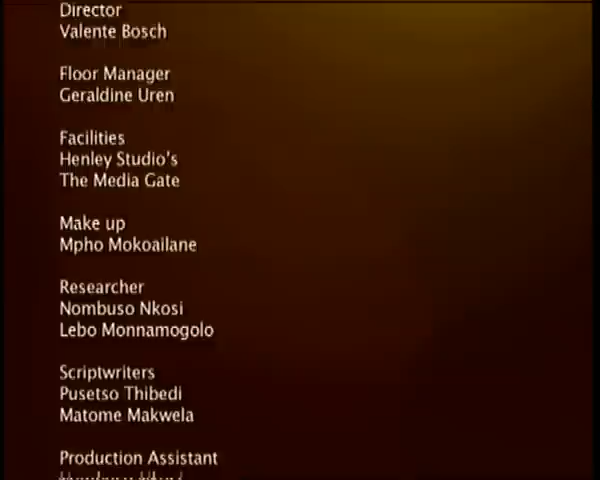 Director
Valente Bosch
Floor Manager
Geraldine Uren
Facilities
Henley Studio's
The Media Gate
Make up
Mpho Mokoailane
Researcher
Nombuso Nkosi
Lebo Monnamogolo
Scriptwriters
Pusetso Thibedi
Matome Makwela
Production Assistant